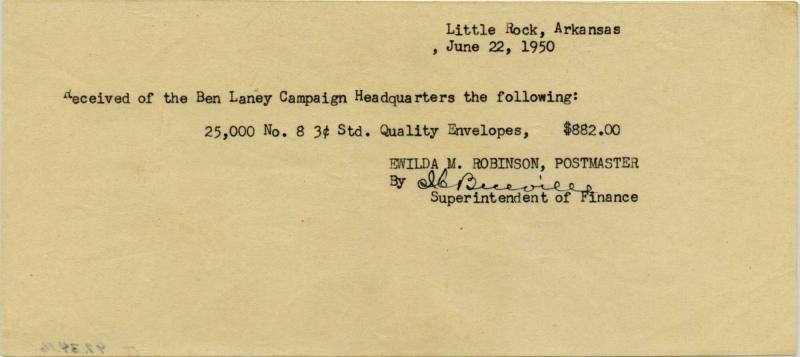 Little Rock, Arkansas
, June 22, 1950
Received of the Ben Laney Campaign Headquarters the following:
25,000 No. 8 3¢ Std. Quality Envelopes, $882.00
EWILDA M. ROBINSON, POSTMASTER
By
Superintendent of Finance